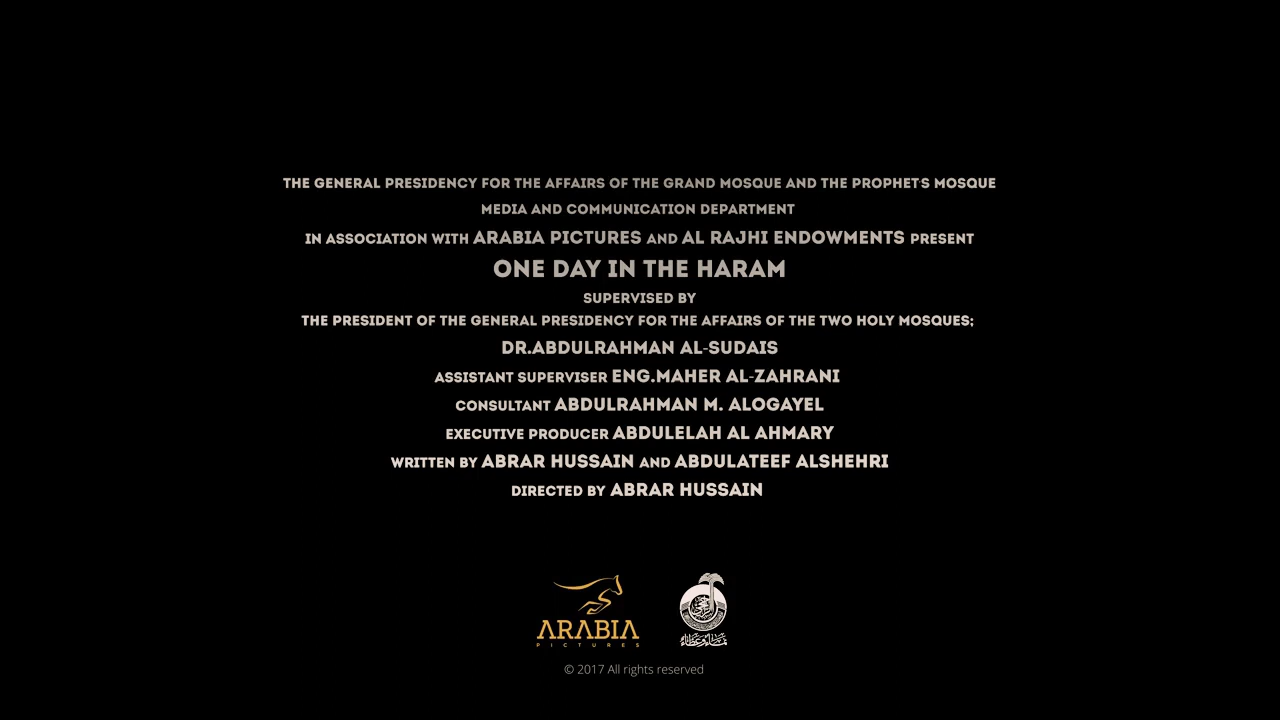 THE GENERAL PRESIDENCY FOR THE AFFAIRS OF THE GRAND MOSQUE AND THE PROPHET'S MOSQUE
MEDIA AND COMMUNICATION DEPARTMENT
IN ASSOCIATION WITH ARABIA PICTURES AND AL RAJHI ENDOWMENTS PRESENT
ONE DAY IN THE HARAM
SUPERVISED BY
THE PRESIDENT OF THE GENERAL PRESIDENCY FOR THE AFFAIRS OF THE TWO HOLY MOSQUES:
DR.ABDULRAHMAN AL-SUDAIS
ASSISTANT SUPERVISER ENG.MAHER AL-ZAHRANI
CONSULTANT ABDULRAHMAN M. ALOGAYEL
EXECUTIVE PRODUCER ABDULELAH AL AHMARY
WRITTEN BY ABRAR HUSSAIN AND ABDULATEEF ALSHEHRI
DIRECTED BY ABRAR HUSSAIN
ARABIA
PICTURES
© 2017 All rights reserved